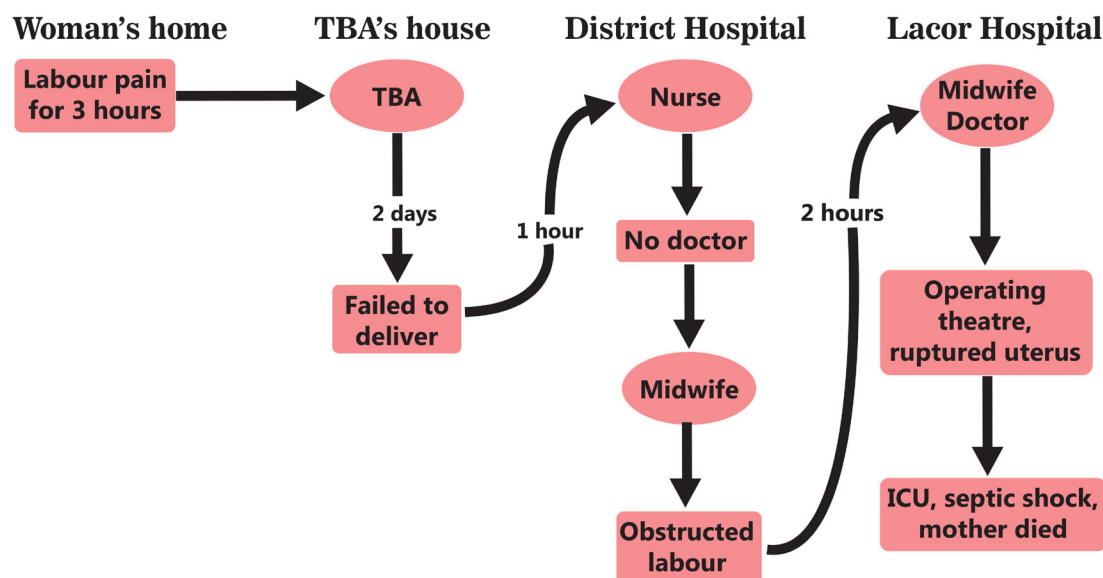 Woman's home
Labour pain
for 3 hours
TBA's house
TBA
2 days
Failed to
deliver
1 hour
District Hospital
Nurse
No doctor
Midwife
Obstructed
labour
2 hours
Lacor Hospital
Midwife
Doctor
Operating
theatre,
ruptured uterus
ICU, septic shock,
mother died